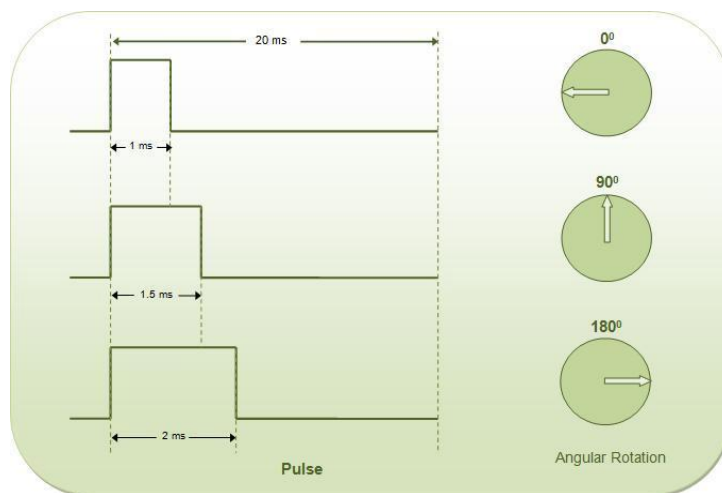 20 ms
0⁰
1 ms
90⁰
1.5 ms
180⁰
2 ms
Angular Rotation
Pulse